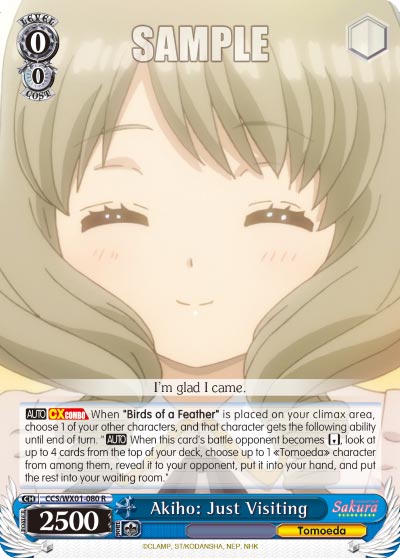 LEVEL
0
0
COST
SAMPLE
I'm glad I came.
AUTO CX COMBO When "Birds of a Feather" is placed on your climax area,
choose 1 of your other characters, and that character gets the following ability
until end of turn. "AUTO When this card's battle opponent becomes [ ], look at
up to 4 cards from the top of your deck, choose up to 1 «Tomoeda» character
from among them, reveal it to your opponent, put it into your hand, and put
the rest into your waiting room."
CH CCS/WX01-080 R
POWER 2500 Akiho: Just Visiting
Sakura
Tomoeda
©CLAMP, ST/KODANSHA, NEP, NHK